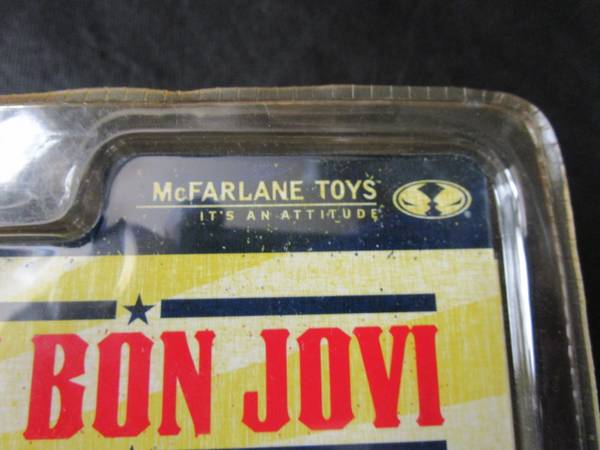 McFARLANE TOYS
IT'S AN ATTITUDE
®
BON JOVI